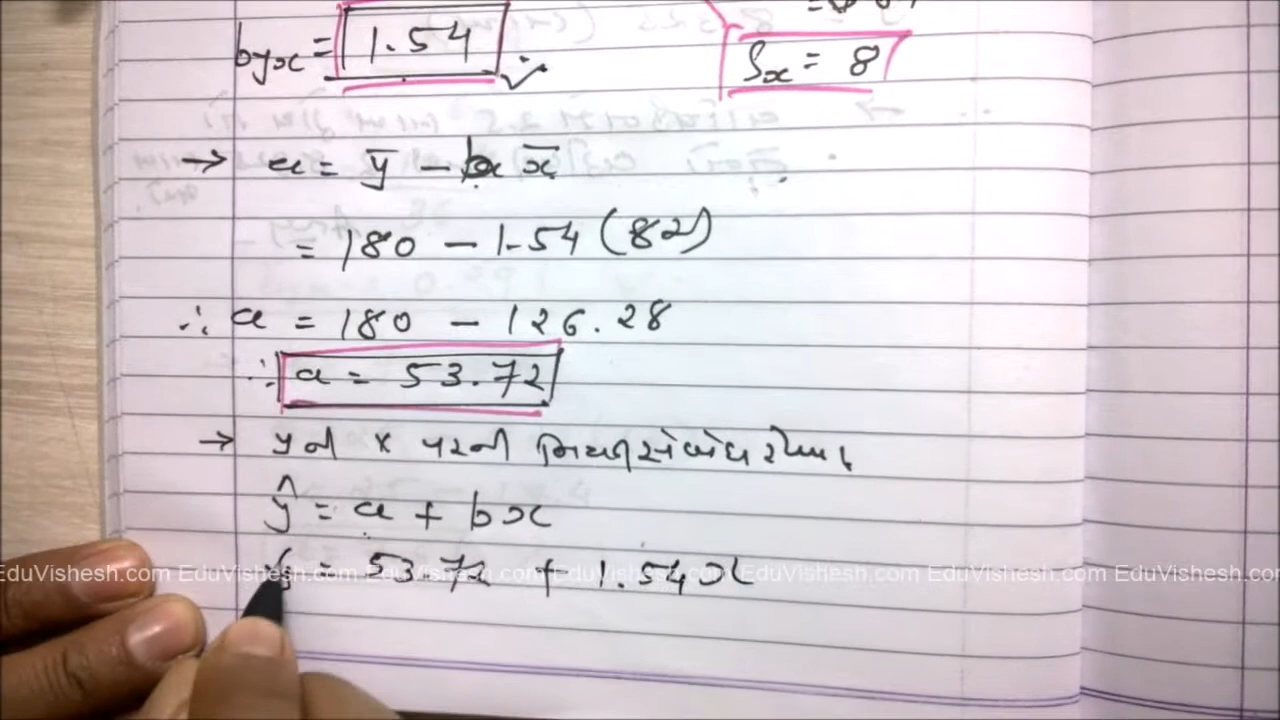 byx = 1.54
Sx = 8
→ a = y̅ - b x̅
= 180 - 1.54 (82)
∴ a = 180 - 126.28
∴ a = 53.72
→ yની x પરની નિયતસંબંધ રેખા,
ŷ = a + bx
ŷ = 53.72 + 1.54x
EduVishesh.com EduVishesh.com EduVishesh.com EduVishesh.com EduVishesh.com EduVishesh.com EduVishesh.com